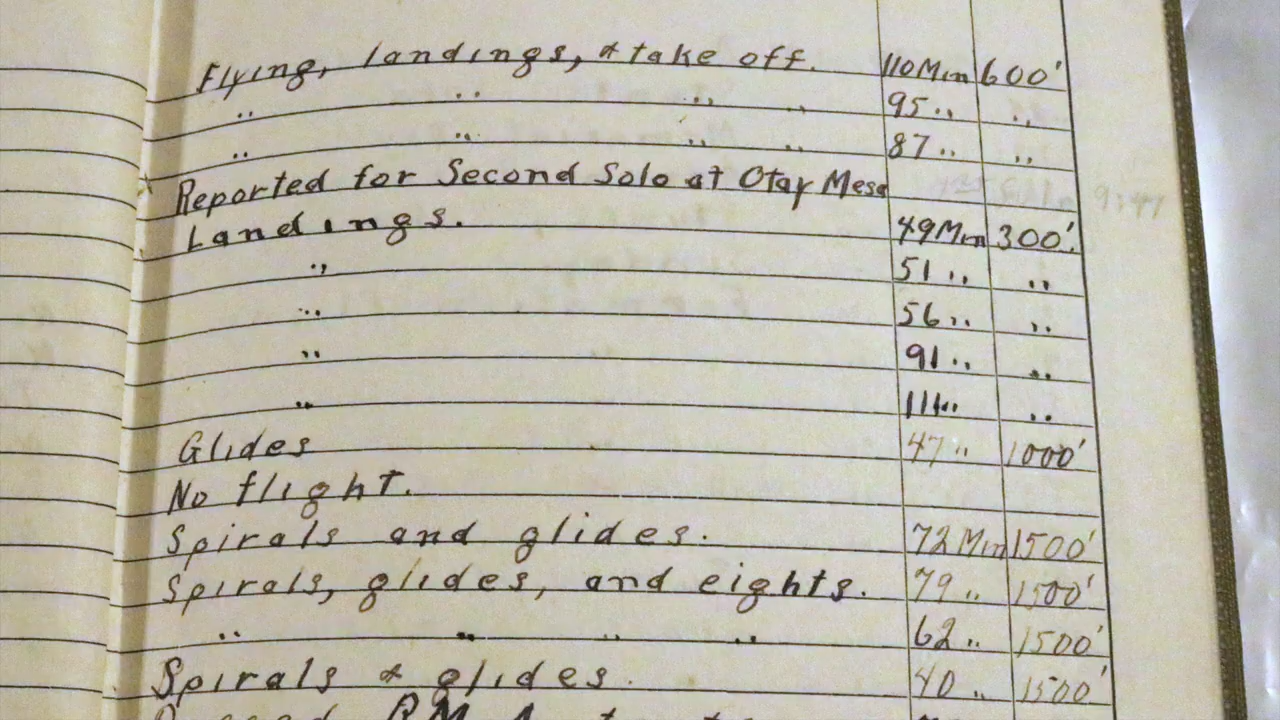 Flying, landings, & take off. 110 Min 600'
" " " " 95 " "
" " " " 87 " "
Reported for Second Solo at Otay Mesa
Landings. 49 Min 300'.
" 51 " "
" 56 " "
" 91 " "
" 111 " "
Glides 47 " 1000'
No flight.
Spirals and glides. 72 Min 1500'
Spirals, glides, and eights. 79 " 1500'
" " " " 62 " 1500'
Spirals & glides. 40 " 1500'